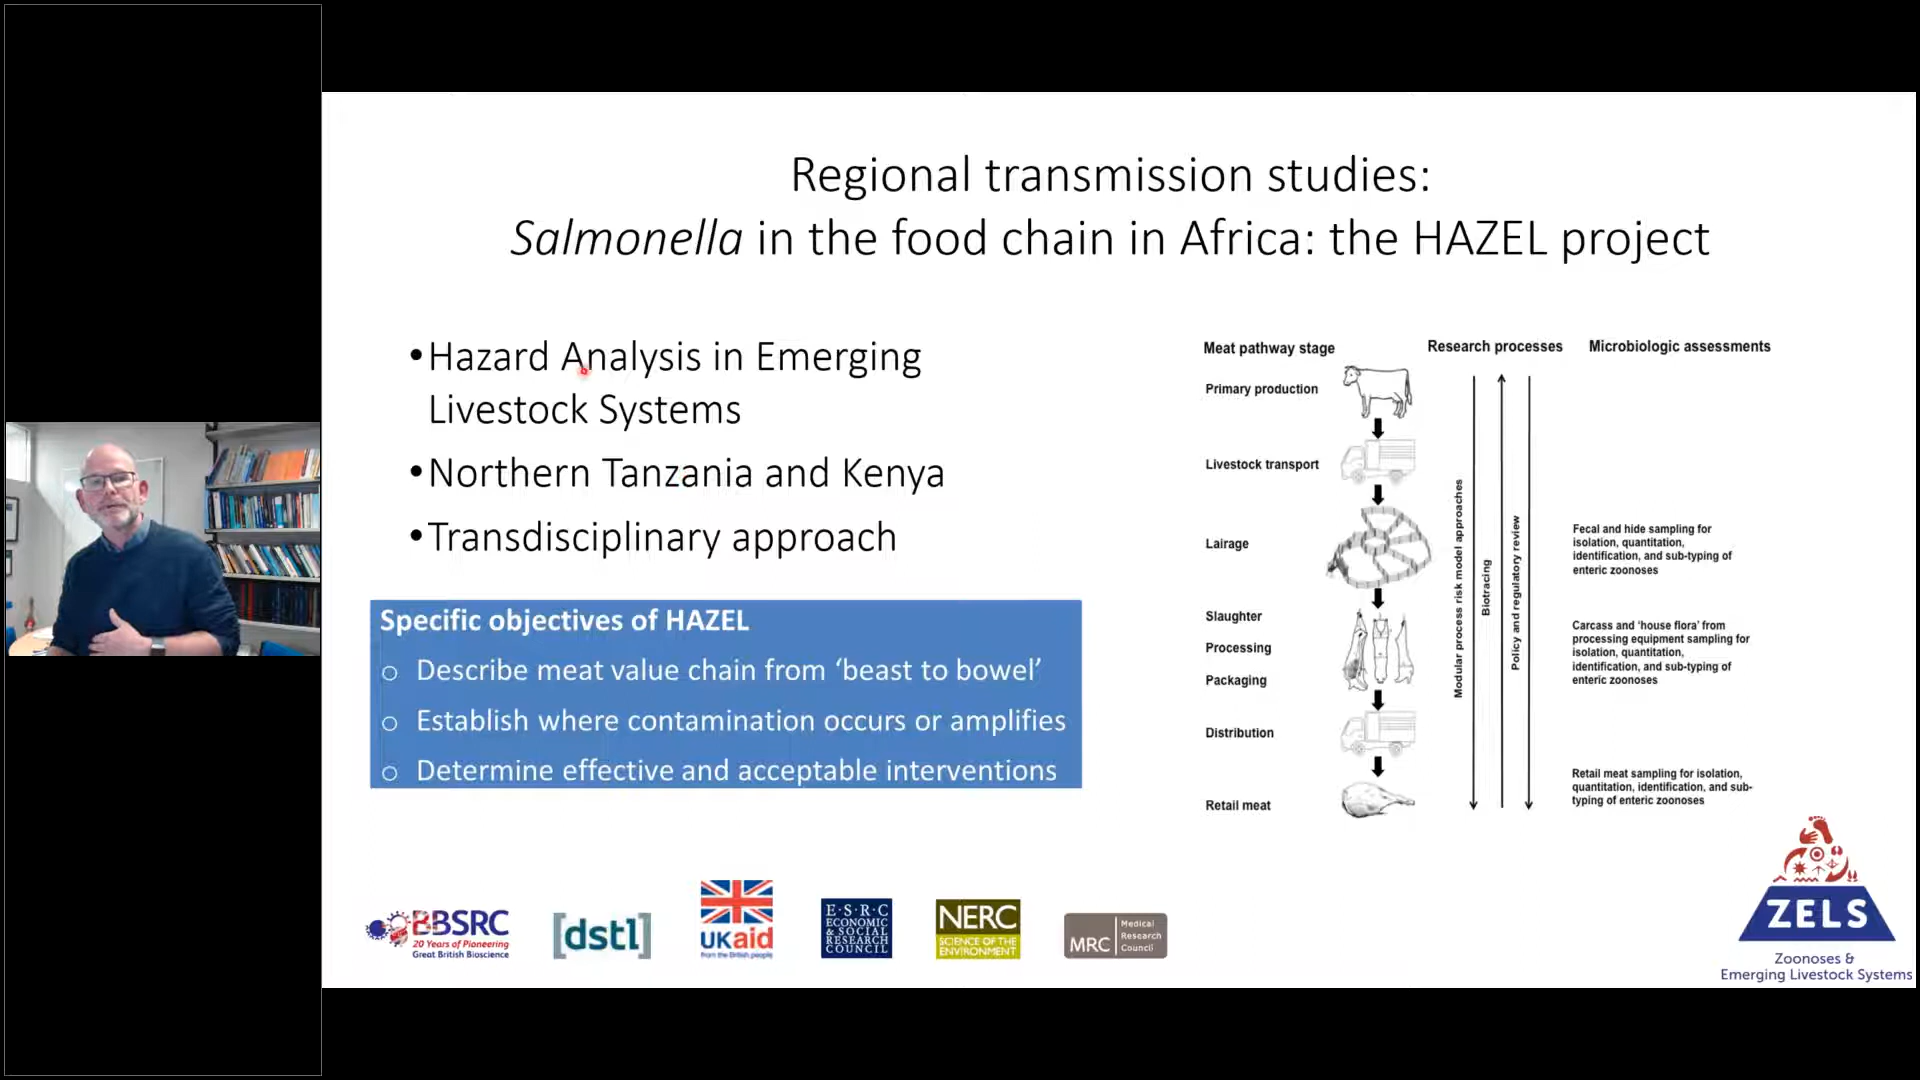 Regional transmission studies:
Salmonella in the food chain in Africa: the HAZEL project
•Hazard Analysis in Emerging
Livestock Systems
•Northern Tanzania and Kenya
•Transdisciplinary approach
Specific objectives of HAZEL
o Describe meat value chain from ‘beast to bowel’
o Establish where contamination occurs or amplifies
o Determine effective and acceptable interventions
Meat pathway stage
Primary production
Livestock transport
Lairage
Slaughter
Processing
Packaging
Distribution
Retail meat
Research processes
Modular process risk model approaches
Biotracing
Policy and regulatory review
Microbiologic assessments
Fecal and hide sampling for
isolation, quantitation,
identification, and sub-typing of
enteric zoonoses
Carcass and ‘house flora’ from
processing equipment sampling for
isolation, quantitation,
identification, and sub-typing of
enteric zoonoses
Retail meat sampling for isolation,
quantitation, identification, and sub-
typing of enteric zoonoses
BBSRC
20 Years of Pioneering
Great British Bioscience
[dstl]
UKaid
from the British people
E·S·R·C
ECONOMIC
& SOCIAL
RESEARCH
COUNCIL
NERC
SCIENCE OF THE
ENVIRONMENT
MRC
Medical
Research
Council
ZELS
Zoonoses &
Emerging Livestock Systems